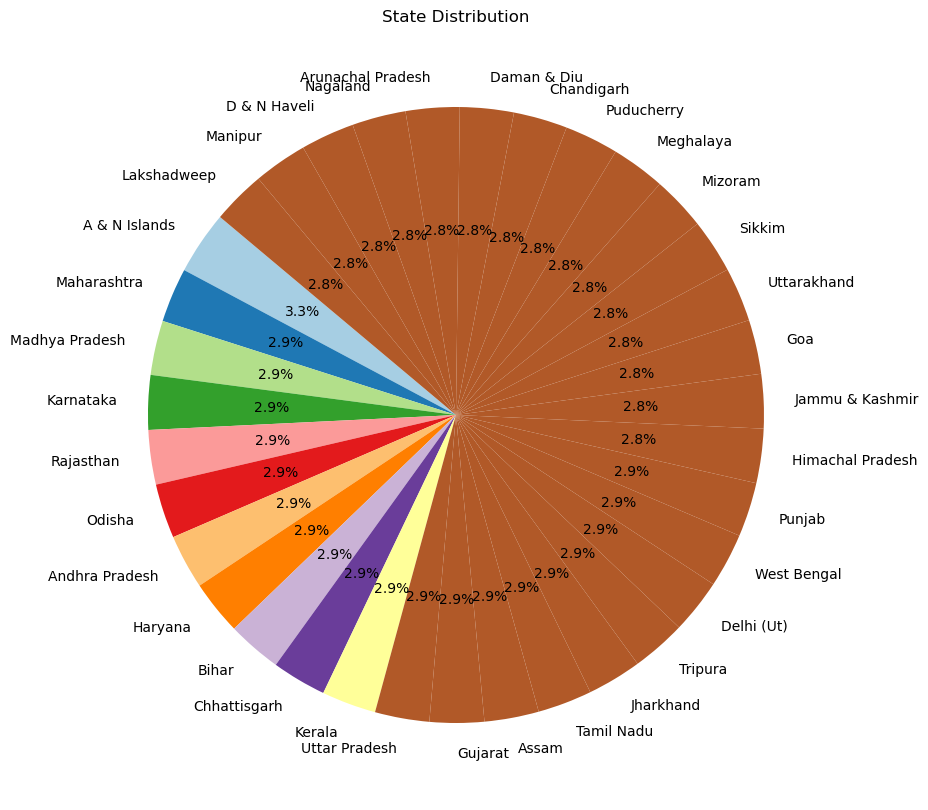 State Distribution
A & N Islands
3.3%
Maharashtra
2.9%
Madhya Pradesh
2.9%
Karnataka
2.9%
Rajasthan
2.9%
Odisha
2.9%
Andhra Pradesh
2.9%
Haryana
2.9%
Bihar
2.9%
Chhattisgarh
2.9%
Kerala
2.9%
Uttar Pradesh
2.9%
Gujarat
2.9%
Assam
2.9%
Tamil Nadu
2.9%
Jharkhand
2.9%
Tripura
2.9%
Delhi (Ut)
2.9%
West Bengal
2.9%
Punjab
2.9%
Himachal Pradesh
2.8%
Jammu & Kashmir
2.8%
Goa
2.8%
Uttarakhand
2.8%
Sikkim
2.8%
Mizoram
2.8%
Meghalaya
2.8%
Puducherry
2.8%
Chandigarh
2.8%
Daman & Diu
2.8%
Arunachal Pradesh
2.8%
Nagaland
2.8%
D & N Haveli
2.8%
Manipur
2.8%
Lakshadweep
2.8%